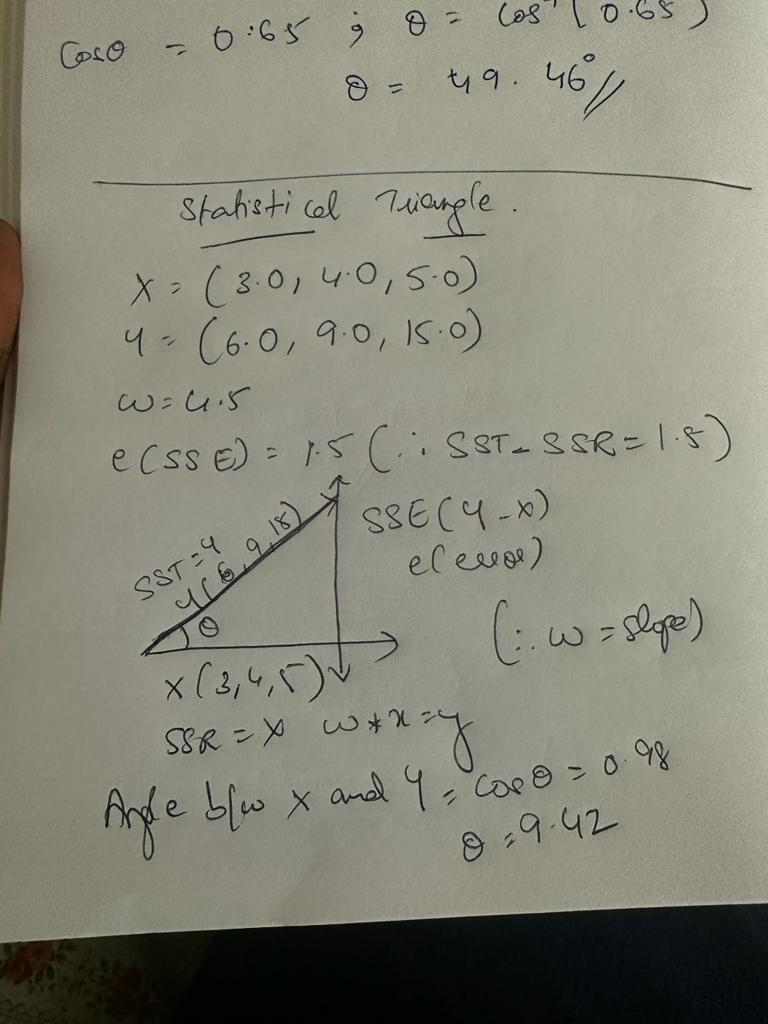 Cosθ = 0.65 ; θ = cos⁻¹(0.65)
θ = 49.46°//
Statistical Triangle.
X = (3.0, 4.0, 5.0)
Y = (6.0, 9.0, 15.0)
w = 4.5
e(SSE) = 1.5 (∴ SST - SSR = 1.5)
SST = Y
Y(6, 9, 18)
SSE(Y - X)
e(error)
θ
(∴ w = slope)
X(3, 4, 5)
SSR = X w * x = y
Angle b/w X and Y = cosθ = 0.98
θ = 9.42